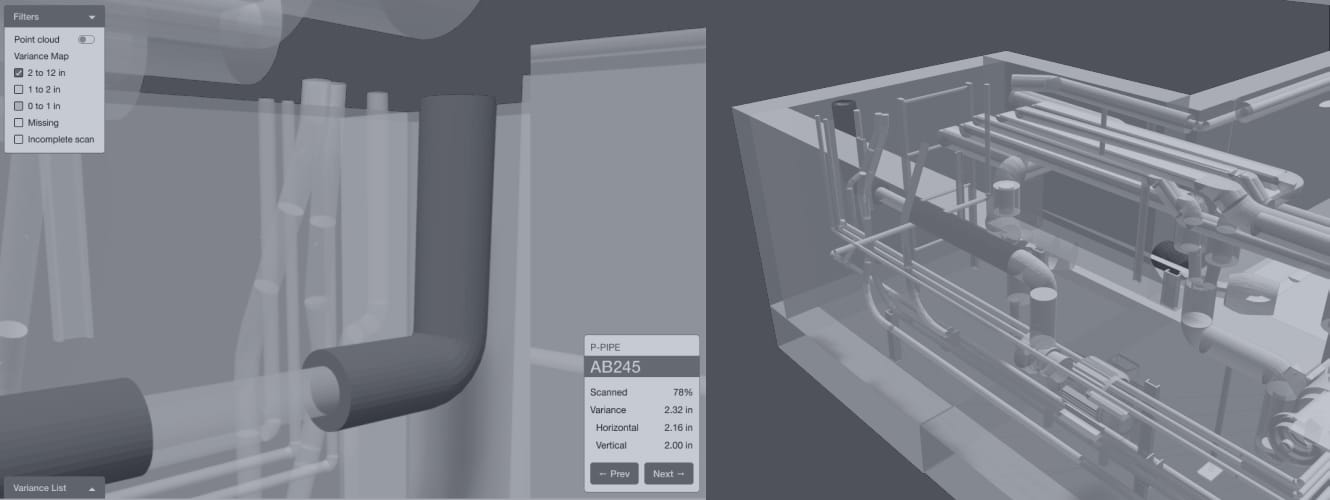 Filters
Point cloud
Variance Map
2 to 12 in
1 to 2 in
0 to 1 in
Missing
Incomplete scan
P-PIPE
AB245
Scanned 78%
Variance 2.32 in
Horizontal 2.16 in
Vertical 2.00 in
← Prev Next →
Variance List